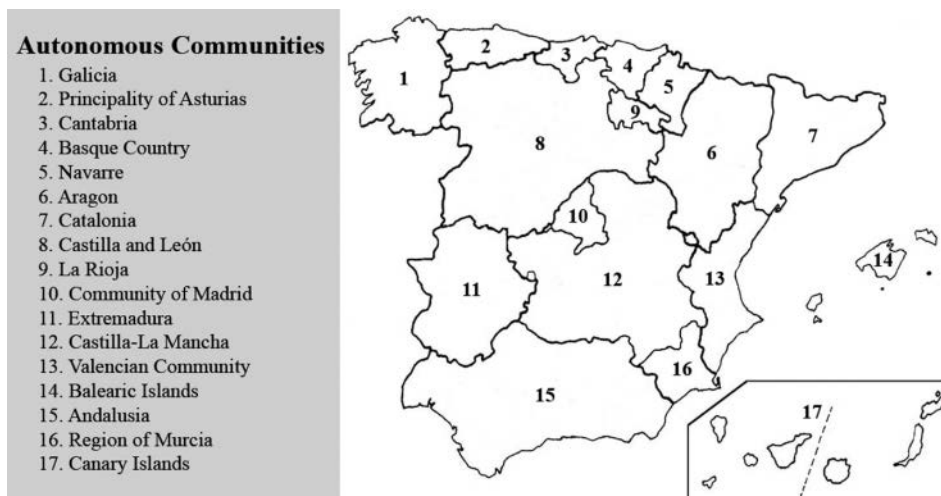 Autonomous Communities
1. Galicia
2. Principality of Asturias
3. Cantabria
4. Basque Country
5. Navarre
6. Aragon
7. Catalonia
8. Castilla and León
9. La Rioja
10. Community of Madrid
11. Extremadura
12. Castilla-La Mancha
13. Valencian Community
14. Balearic Islands
15. Andalusia
16. Region of Murcia
17. Canary Islands
1
2
3
4
5
6
7
8
9
10
11
12
13
14
15
16
17